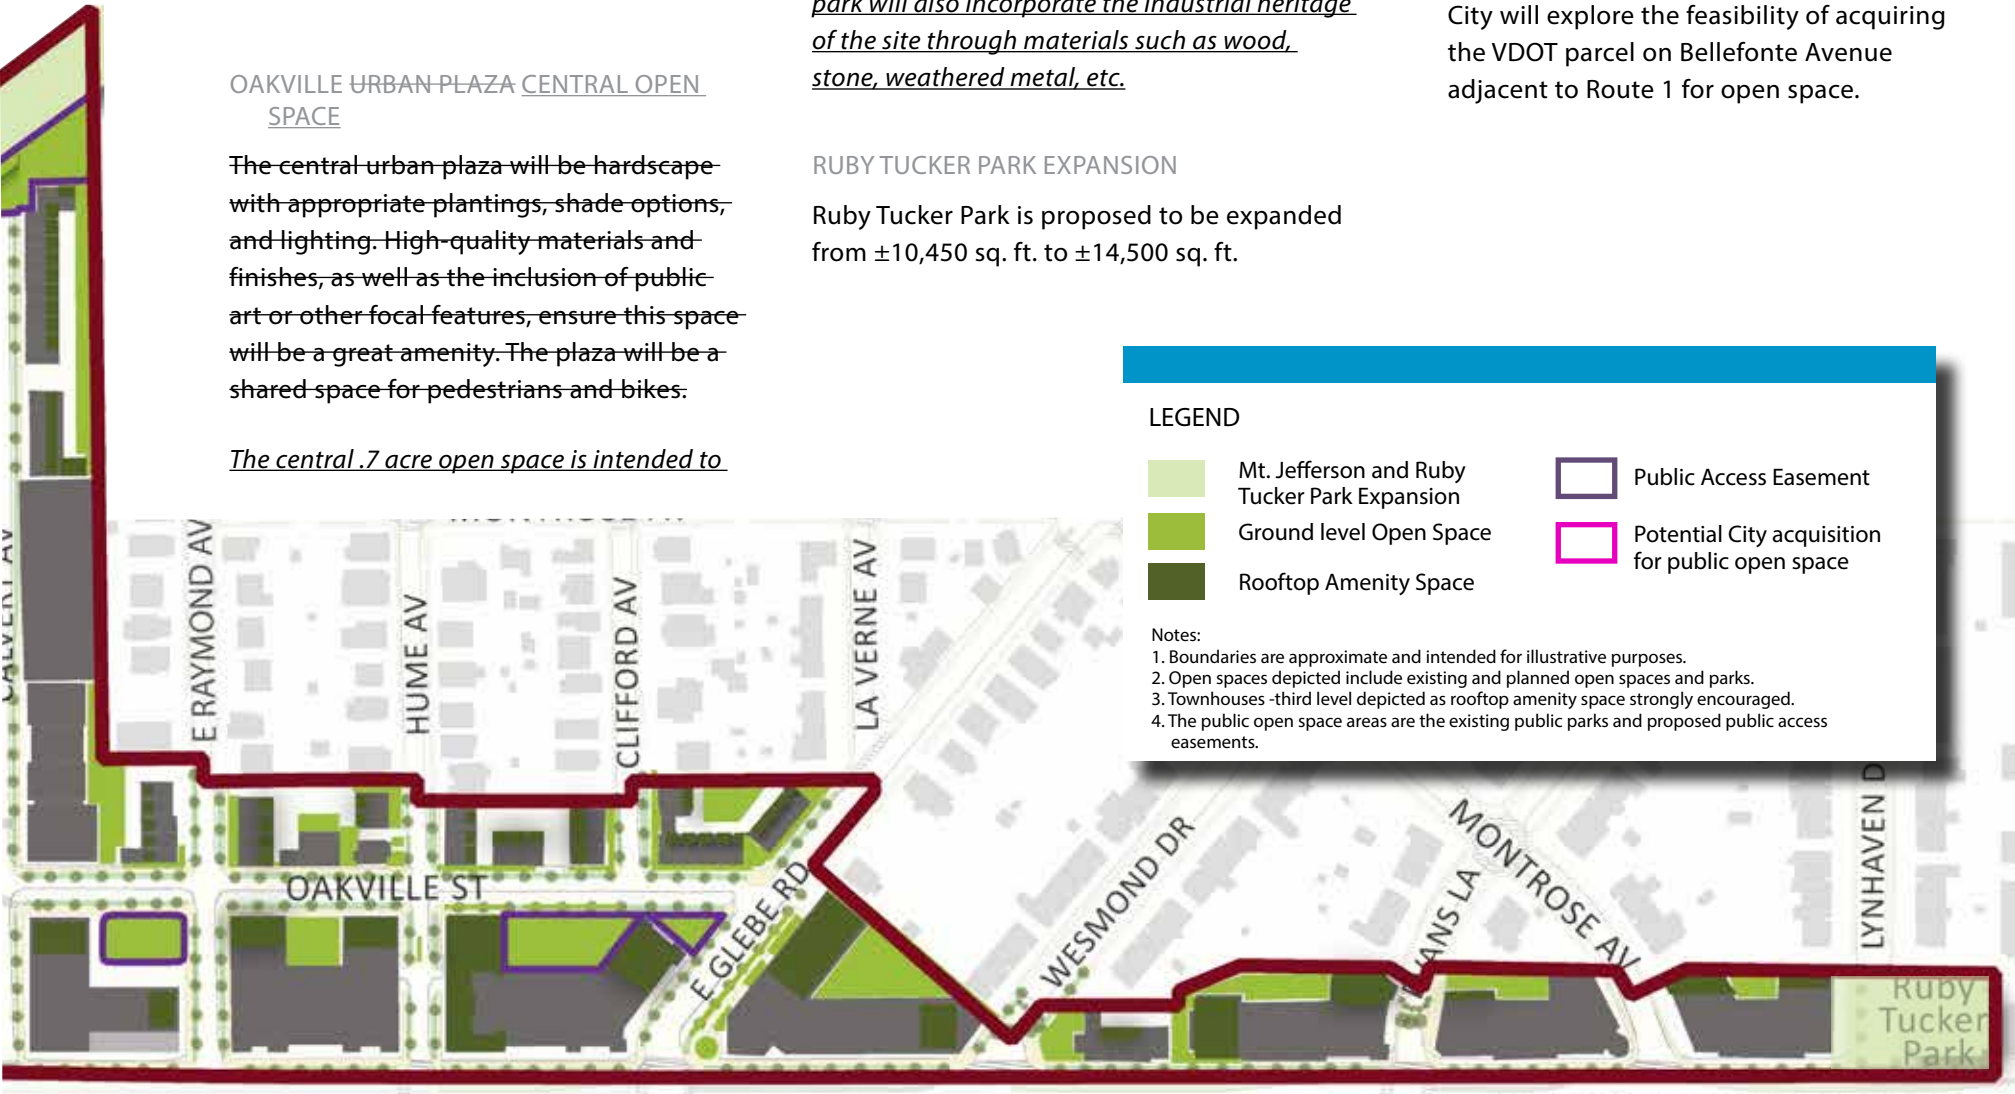 OAKVILLE URBAN PLAZA CENTRAL OPEN
SPACE
The central urban plaza will be hardscape
with appropriate plantings, shade options,
and lighting. High-quality materials and
finishes, as well as the inclusion of public
art or other focal features, ensure this space
will be a great amenity. The plaza will be a
shared space for pedestrians and bikes.
The central .7 acre open space is intended to
park will also incorporate the industrial heritage
of the site through materials such as wood,
stone, weathered metal, etc.
RUBY TUCKER PARK EXPANSION
Ruby Tucker Park is proposed to be expanded
from ±10,450 sq. ft. to ±14,500 sq. ft.
City will explore the feasibility of acquiring
the VDOT parcel on Bellefonte Avenue
adjacent to Route 1 for open space.
LEGEND
Mt. Jefferson and Ruby
Tucker Park Expansion
Ground level Open Space
Rooftop Amenity Space
Public Access Easement
Potential City acquisition
for public open space
Notes:
1. Boundaries are approximate and intended for illustrative purposes.
2. Open spaces depicted include existing and planned open spaces and parks.
3. Townhouses -third level depicted as rooftop amenity space strongly encouraged.
4. The public open space areas are the existing public parks and proposed public access
easements.
E RAYMOND AV
HUME AV
CLIFFORD AV
LA VERNE AV
OAKVILLE ST
E GLEBE RD
WESMOND DR
MONTROSE AV
LYNHAVEN D
Ruby
Tucker
Park